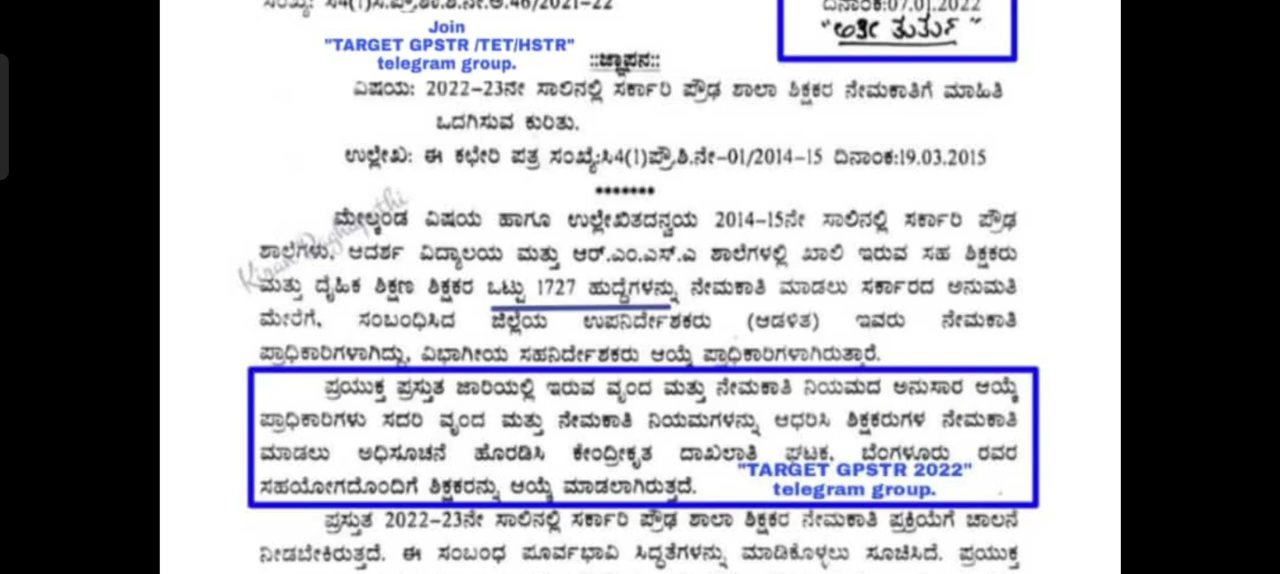 ಸಂಖ್ಯೆ: ಸಿ4(1)ಸ.ಪ್ರೌ.ಶಾ.ಶಿ.ನೇ.ಅ.46/2021-22
ದಿನಾಂಕ:07.01.2022
"ಅತೀ ತುರ್ತು"
Join
"TARGET GPSTR /TET/HSTR"
telegram group.
::ಜ್ಞಾಪನ::
ವಿಷಯ: 2022-23ನೇ ಸಾಲಿನಲ್ಲಿ ಸರ್ಕಾರಿ ಪ್ರೌಢ ಶಾಲಾ ಶಿಕ್ಷಕರ ನೇಮಕಾತಿಗೆ ಮಾಹಿತಿ
ಒದಗಿಸುವ ಕುರಿತು.
ಉಲ್ಲೇಖ: ಈ ಕಛೇರಿ ಪತ್ರ ಸಂಖ್ಯೆ:ಸಿ4(1)ಪ್ರೌ.ಶಿ.ನೇ-01/2014-15 ದಿನಾಂಕ:19.03.2015
*******
ಮೇಲ್ಕಂಡ ವಿಷಯ ಹಾಗೂ ಉಲ್ಲೇಖಿತದನ್ವಯ 2014-15ನೇ ಸಾಲಿನಲ್ಲಿ ಸರ್ಕಾರಿ ಪ್ರೌಢ
ಶಾಲೆಗಳು, ಆದರ್ಶ ವಿದ್ಯಾಲಯ ಮತ್ತು ಆರ್.ಎಂ.ಎಸ್.ಎ ಶಾಲೆಗಳಲ್ಲಿ ಖಾಲಿ ಇರುವ ಸಹ ಶಿಕ್ಷಕರು
ಮತ್ತು ದೈಹಿಕ ಶಿಕ್ಷಣ ಶಿಕ್ಷಕರ ಒಟ್ಟು 1727 ಹುದ್ದೆಗಳನ್ನು ನೇಮಕಾತಿ ಮಾಡಲು ಸರ್ಕಾರದ ಅನುಮತಿ
ಮೇರೆಗೆ, ಸಂಬಂಧಿಸಿದ ಜಿಲ್ಲೆಯ ಉಪನಿರ್ದೇಶಕರು (ಆಡಳಿತ) ಇವರು ನೇಮಕಾತಿ
ಪ್ರಾಧಿಕಾರಿಗಳಾಗಿದ್ದು, ವಿಭಾಗೀಯ ಸಹನಿರ್ದೇಶಕರು ಆಯ್ಕೆ ಪ್ರಾಧಿಕಾರಿಗಳಾಗಿರುತ್ತಾರೆ.
ಪ್ರಯುಕ್ತ ಪ್ರಸ್ತುತ ಜಾರಿಯಲ್ಲಿ ಇರುವ ವೃಂದ ಮತ್ತು ನೇಮಕಾತಿ ನಿಯಮದ ಅನುಸಾರ ಆಯ್ಕೆ
ಪ್ರಾಧಿಕಾರಿಗಳು ಸದರಿ ವೃಂದ ಮತ್ತು ನೇಮಕಾತಿ ನಿಯಮಗಳನ್ನು ಆಧರಿಸಿ ಶಿಕ್ಷಕರುಗಳ ನೇಮಕಾತಿ
ಮಾಡಲು ಅಧಿಸೂಚನೆ ಹೊರಡಿಸಿ ಕೇಂದ್ರೀಕೃತ ದಾಖಲಾತಿ ಘಟಕ, ಬೆಂಗಳೂರು ರವರ
ಸಹಯೋಗದೊಂದಿಗೆ ಶಿಕ್ಷಕರನ್ನು ಆಯ್ಕೆ ಮಾಡಲಾಗಿರುತ್ತದೆ.
"TARGET GPSTR 2022"
telegram group.
ಪ್ರಸ್ತುತ 2022-23ನೇ ಸಾಲಿನಲ್ಲಿ ಸರ್ಕಾರಿ ಪ್ರೌಢ ಶಾಲಾ ಶಿಕ್ಷಕರ ನೇಮಕಾತಿ ಪ್ರಕ್ರಿಯೆಗೆ ಚಾಲನೆ
ನೀಡಬೇಕಿರುತ್ತದೆ. ಈ ಸಂಬಂಧ ಪೂರ್ವಭಾವಿ ಸಿದ್ಧತೆಗಳನ್ನು ಮಾಡಿಕೊಳ್ಳಲು ಸೂಚಿಸಿದೆ. ಪ್ರಯುಕ್ತ